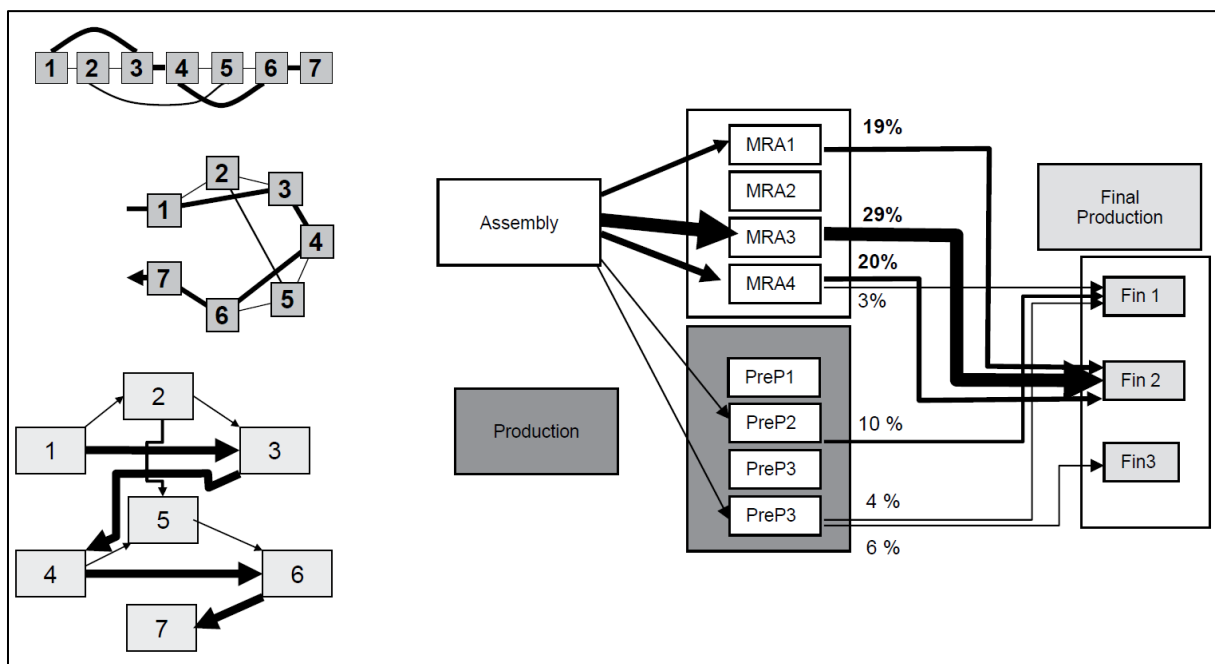 1 2 3 4 5 6 7
2
3
1
4
7
5
6
2
1
3
5
4
6
7
Assembly
Production
MRA1
MRA2
MRA3
MRA4
PreP1
PreP2
PreP3
PreP3
19%
29%
20%
3%
10 %
4 %
6 %
Final
Production
Fin 1
Fin 2
Fin3